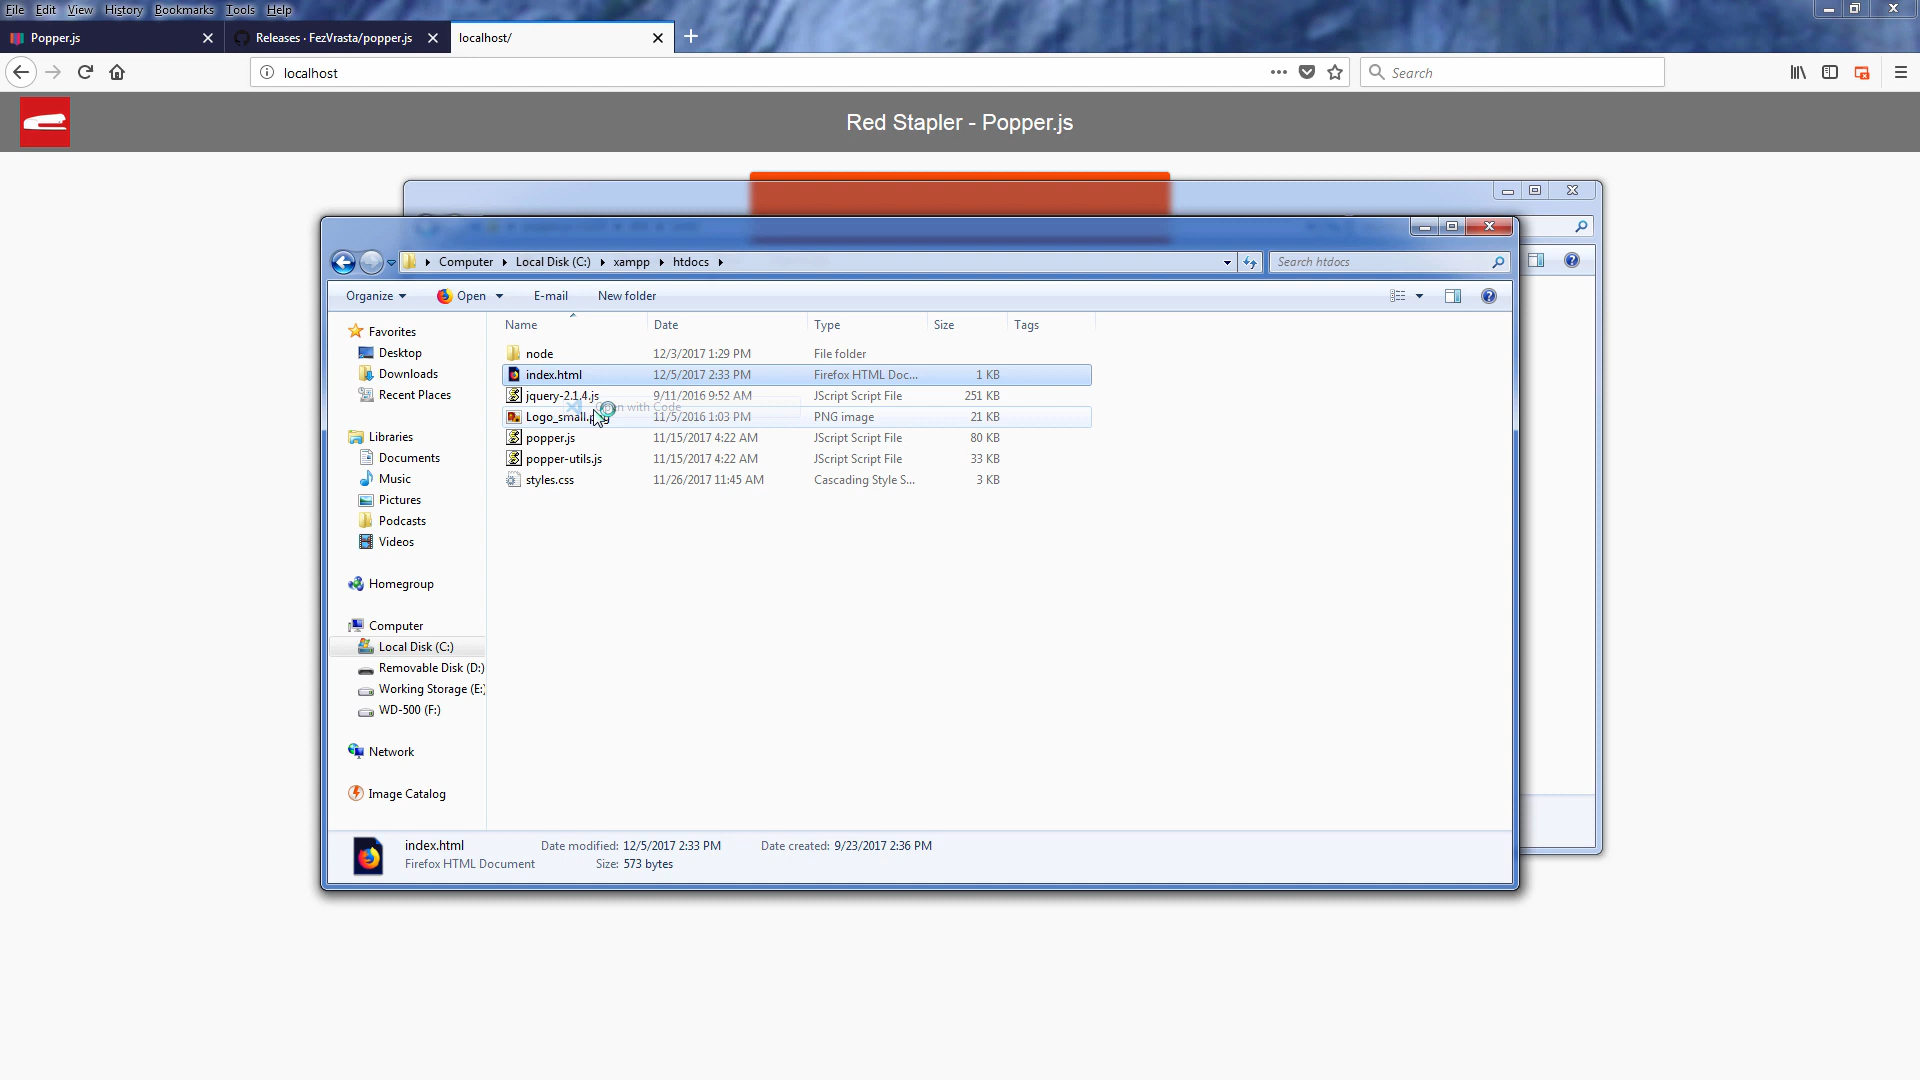 File Edit View History Bookmarks Tools Help
Popper.js
Releases · FezVrasta/popper.js
localhost/
localhost
Search
Red Stapler - Popper.js
Computer Local Disk (C:) xampp htdocs
Search htdocs
Organize Open E-mail New folder
Name Date Type Size Tags
node 12/3/2017 1:29 PM File folder
index.html 12/5/2017 2:33 PM Firefox HTML Doc... 1 KB
jquery-2.1.4.js 9/11/2016 9:52 AM JScript Script File 251 KB
Open with Code
Logo_small.png 11/5/2016 1:03 PM PNG image 21 KB
popper.js 11/15/2017 4:22 AM JScript Script File 80 KB
popper-utils.js 11/15/2017 4:22 AM JScript Script File 33 KB
styles.css 11/26/2017 11:45 AM Cascading Style S... 3 KB
Favorites
Desktop
Downloads
Recent Places
Libraries
Documents
Music
Pictures
Podcasts
Videos
Homegroup
Computer
Local Disk (C:)
Removable Disk (D:)
Working Storage (E:)
WD-500 (F:)
Network
Image Catalog
index.html Date modified: 12/5/2017 2:33 PM Date created: 9/23/2017 2:36 PM
Firefox HTML Document Size: 573 bytes